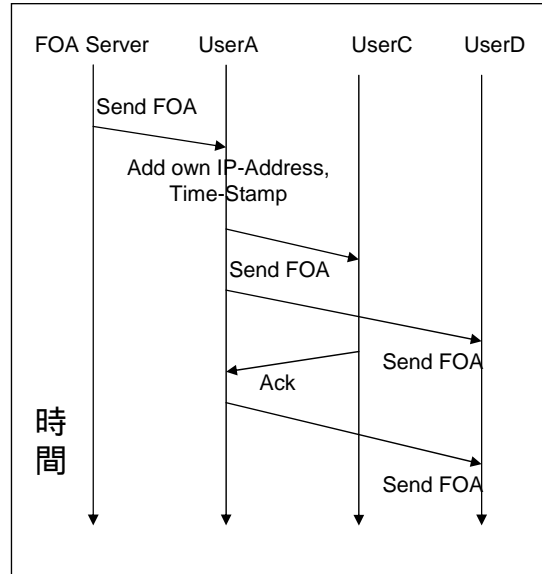 FOA Server
UserA
UserC
UserD
Send FOA
Add own IP-Address,
Time-Stamp
Send FOA
Send FOA
Ack
Send FOA
時
間